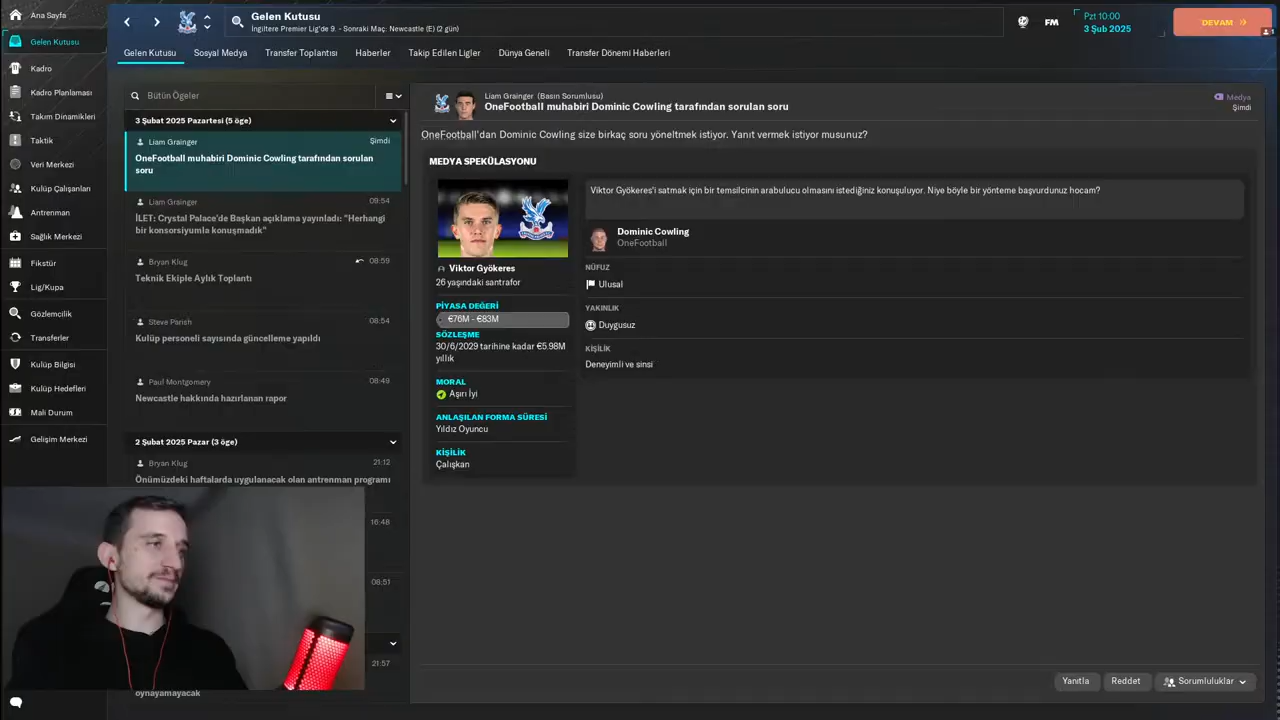 Ana Sayfa
Gelen Kutusu
Kadro
Kadro Planlaması
Takım Dinamikleri
Taktik
Veri Merkezi
Kulüp Çalışanları
Antrenman
Sağlık Merkezi
Fikstür
Lig/Kupa
Gözlemcilik
Transferler
Kulüp Bilgisi
Kulüp Hedefleri
Mali Durum
Gelişim Merkezi
Gelen Kutusu
İngiltere Premier Lig'de 9. - Sonraki Maç: Newcastle (E) (2 gün)
FM
Pzt 10:00
3 Şub 2025
DEVAM
1
Gelen Kutusu
Sosyal Medya
Transfer Toplantısı
Haberler
Takip Edilen Ligler
Dünya Geneli
Transfer Dönemi Haberleri
Bütün Ögeler
3 Şubat 2025 Pazartesi (5 öge)
Liam Grainger
Şimdi
OneFootball muhabiri Dominic Cowling tarafından sorulan
soru
Liam Grainger
09:54
İLET: Crystal Palace'de Başkan açıklama yayınladı: "Herhangi
bir konsorsiyumla konuşmadık"
Bryan Klug
08:59
Teknik Ekiple Aylık Toplantı
Steve Parish
08:54
Kulüp personeli sayısında güncelleme yapıldı
Paul Montgomery
08:49
Newcastle hakkında hazırlanan rapor
2 Şubat 2025 Pazar (3 öge)
Bryan Klug
21:12
Önümüzdeki haftalarda uygulanacak olan antrenman programı
16:48
08:51
21:57
oynayamayacak
Liam Grainger (Basın Sorumlusu)
OneFootball muhabiri Dominic Cowling tarafından sorulan soru
Medya
Şimdi
OneFootball'dan Dominic Cowling size birkaç soru yöneltmek istiyor. Yanıt vermek istiyor musunuz?
MEDYA SPEKÜLASYONU
Viktor Gyökeres
26 yaşındaki santrafor
PİYASA DEĞERİ
€76M - €83M
SÖZLEŞME
30/6/2029 tarihine kadar €5.98M
yıllık
MORAL
Aşırı İyi
ANLAŞILAN FORMA SÜRESİ
Yıldız Oyuncu
KİŞİLİK
Çalışkan
Viktor Gyökeres'i satmak için bir temsilcinin arabulucu olmasını istediğiniz konuşuluyor. Niye böyle bir yönteme başvurdunuz hocam?
Dominic Cowling
OneFootball
NÜFUZ
Ulusal
YAKINLIK
Duygusuz
KİŞİLİK
Deneyimli ve sinsi
Yanıtla
Reddet
Sorumluluklar